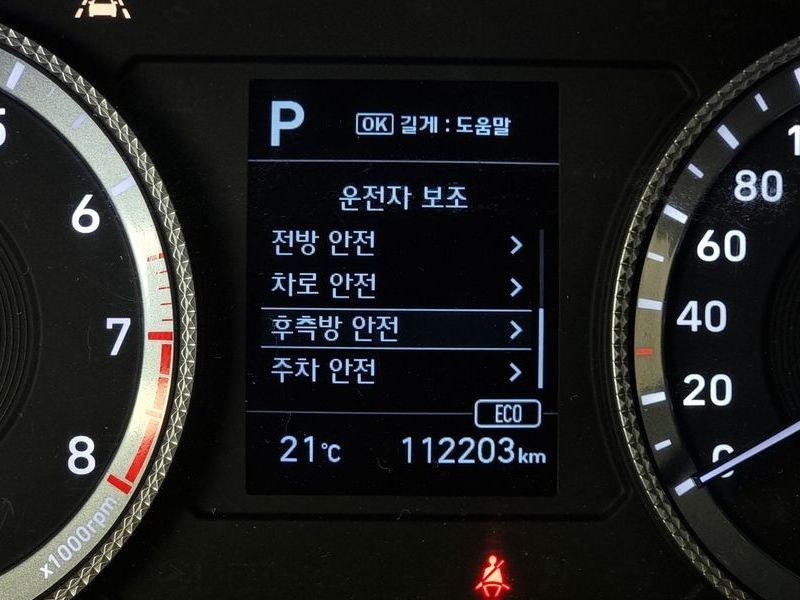 P OK 길게 : 도움말
운전자 보조
전방 안전
차로 안전
후측방 안전
주차 안전
ECO
21°C 112203km
6
7
8
x1000rpm
80
60
40
20
0